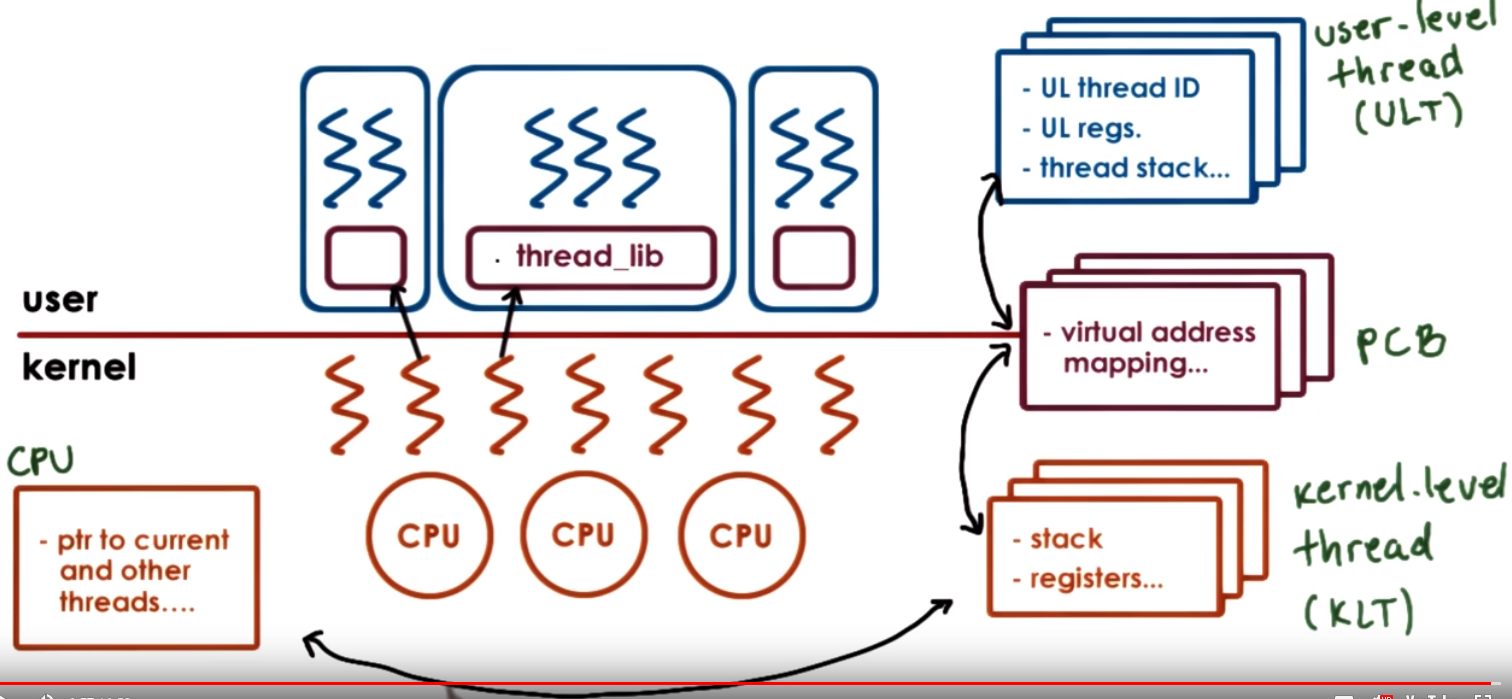 user-level
thread
(ULT)
- UL thread ID
- UL regs.
- thread stack...
thread_lib
user
kernel
- virtual address
mapping...
PCB
CPU
- ptr to current
and other
threads....
CPU
CPU
CPU
- stack
- registers...
kernel-level
thread
(KLT)